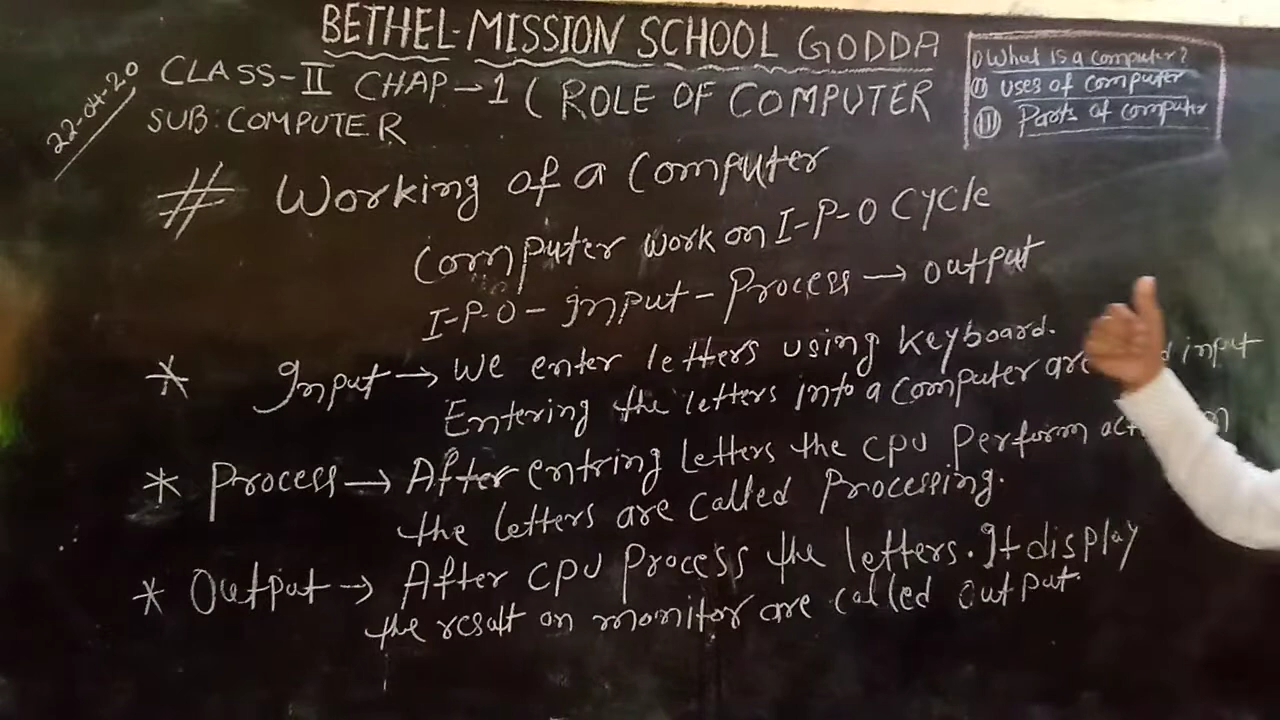 BETHEL-MISSION SCHOOL GODDA
22-04-20
CLASS-II CHAP-1 (ROLE OF COMPUTER
SUB: COMPUTER
I) What is a computer?
II) uses of computer
III) Parts of computer
# Working of a Computer
Computer work on I-P-O Cycle
I-P-O - Input - Process → output
* Input → We enter letters using keyboard.
Entering the letters into a computer are input
* Process → After entring letters the CPU Perform
the letters are called Processing.
* Output → After CPU Process the letters. It display
the result on monitor are called output.